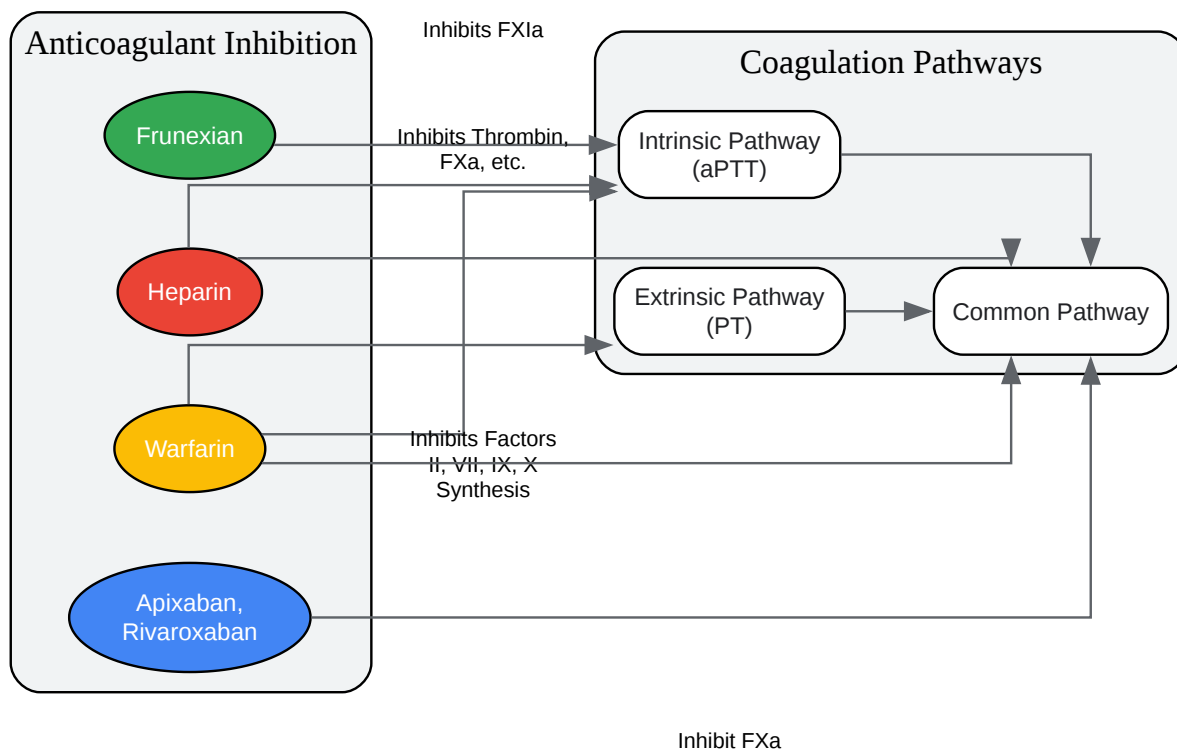 Anticoagulant Inhibition
Inhibits FXIa
Coagulation Pathways
Frunexian
Inhibits Thrombin,
FXa, etc.
Intrinsic Pathway
(aPTT)
Heparin
Extrinsic Pathway
(PT)
Common Pathway
Warfarin
Inhibits Factors
II, VII, IX, X
Synthesis
Apixaban,
Rivaroxaban
Inhibit FXa